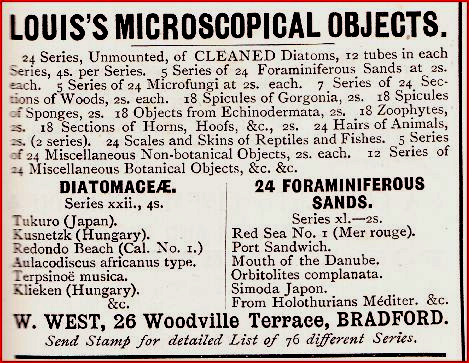 LOUIS'S MICROSCOPICAL OBJECTS.
24 Series, Unmounted, of CLEANED Diatoms, 12 tubes in each
Series, 4s. per Series. 5 Series of 24 Foraminiferous Sands at 2s.
each. 5 Series of 24 Microfungi at 2s. each. 7 Series of 24 Sec-
tions of Woods, 2s. each. 18 Spicules of Gorgonia, 2s. 18 Spicules
of Sponges, 2s. 18 Objects from Echinodermata, 2s. 18 Zoophytes,
2s. 18 Sections of Horns, Hoofs, &c., 2s. 24 Hairs of Animals,
2s. (2 series). 24 Scales and Skins of Reptiles and Fishes. 5 Series
of 24 Miscellaneous Non-botanical Objects, 2s. each. 12 Series of
24 Miscellaneous Botanical Objects, &c. &c.
DIATOMACEÆ.
Series xxii., 4s.
Tukuro (Japan).
Kusnetzk (Hungary).
Redondo Beach (Cal. No. 1.)
Aulacodiscus africanus type.
Terpsinoë musica.
Klieken (Hungary).
&c.
24 FORAMINIFEROUS
SANDS.
Series xl.—2s.
Red Sea No. 1 (Mer rouge).
Port Sandwich.
Mouth of the Danube.
Orbitolites complanata.
Simoda Japon.
From Holothurians Méditer. &c.
W. WEST, 26 Woodville Terrace, BRADFORD.
Send Stamp for detailed List of 76 different Series.